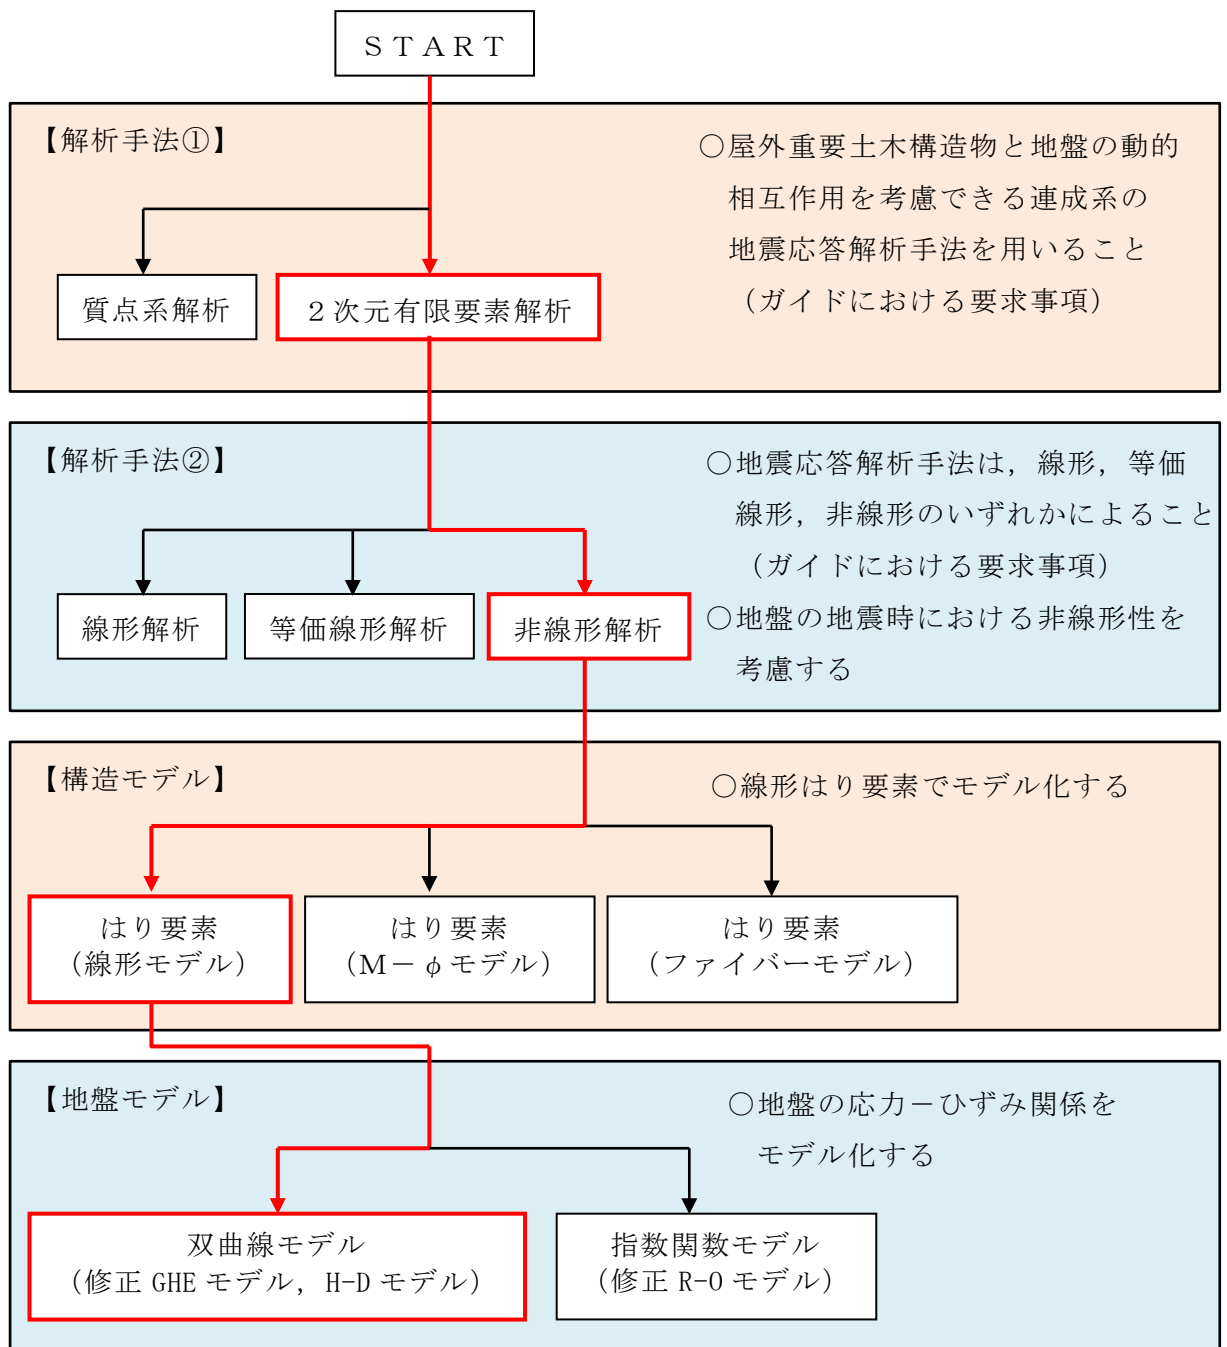 ＳＴＡＲＴ
【解析手法①】
○屋外重要土木構造物と地盤の動的
相互作用を考慮できる連成系の
地震応答解析手法を用いること
（ガイドにおける要求事項）
質点系解析
２次元有限要素解析
【解析手法②】
○地震応答解析手法は，線形，等価
線形，非線形のいずれかによること
（ガイドにおける要求事項）
○地盤の地震時における非線形性を
考慮する
線形解析
等価線形解析
非線形解析
【構造モデル】
○線形はり要素でモデル化する
はり要素
（線形モデル）
はり要素
（Ｍ－φモデル）
はり要素
（ファイバーモデル）
【地盤モデル】
○地盤の応力－ひずみ関係を
モデル化する
双曲線モデル
（修正 GHE モデル，H-D モデル）
指数関数モデル
（修正 R-O モデル）